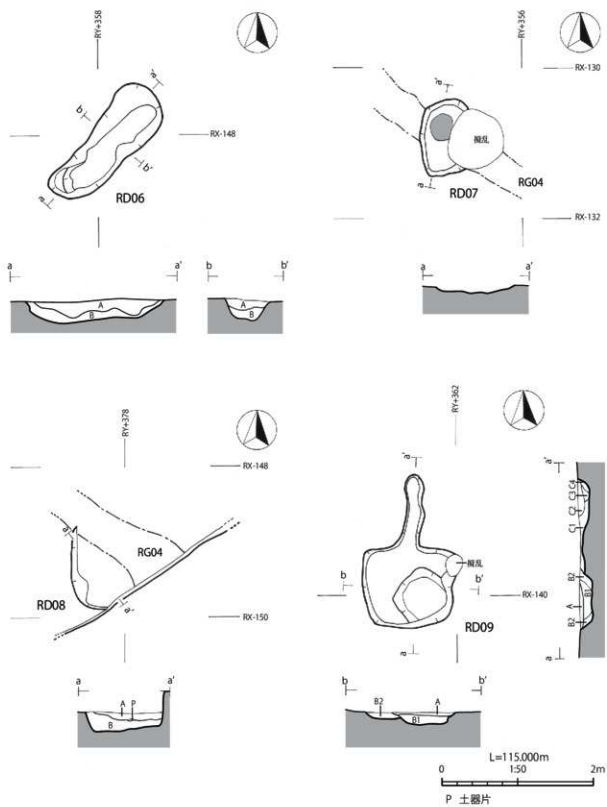 RY+358
a'
b
RX-148
b'
a
RD06
a
a'
A
B
b
b'
A
B
RY+356
RX-130
a'
攪乱
a
RD07
RG04
RX-132
a
a'
RY+378
RX-148
a
RG04
RD08
a'
RX-150
a
a'
A
P
B
RY+362
a'
攪乱
b
b'
RX-140
RD09
a
a'
C4
C3
C2
C1
B2
B1
A
B2
a
b
b'
B2
A
B1
L=115.000m
0
1:50
2m
P 土器片